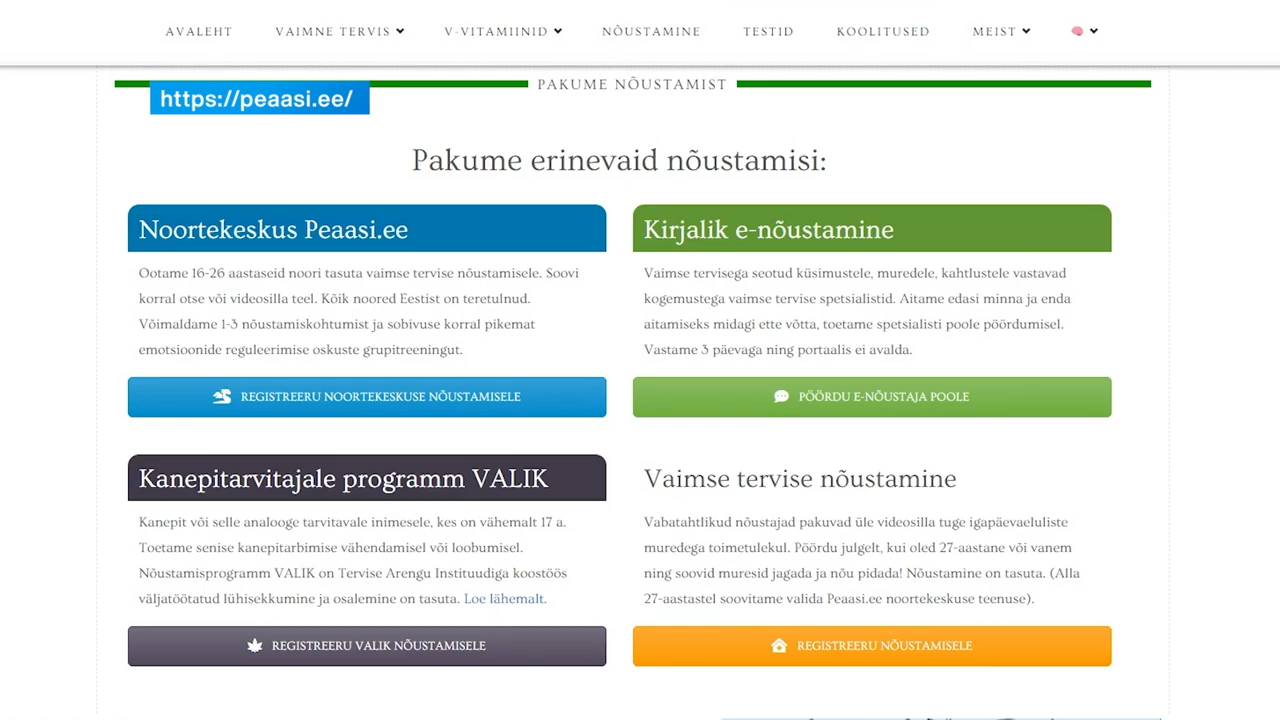 AVALEHT VAIMNE TERVIS V-VITAMIINID NÕUSTAMINE TESTID KOOLITUSED MEIST
PAKUME NÕUSTAMIST
https://peaasi.ee/
Pakume erinevaid nõustamisi:
Noortekeskus Peaasi.ee
Ootame 16-26 aastaseid noori tasuta vaimse tervise nõustamisele. Soovi
korral otse või videosilla teel. Kõik noored Eestist on teretulnud.
Võimaldame 1-3 nõustamiskohtumist ja sobivuse korral pikemat
emotsioonide reguleerimise oskuste grupitreeningut.
REGISTREERU NOORTEKESKUSE NÕUSTAMISELE
Kirjalik e-nõustamine
Vaimse tervisega seotud küsimustele, muredele, kahtlustele vastavad
kogemustega vaimse tervise spetsialistid. Aitame edasi minna ja enda
aitamiseks midagi ette võtta, toetame spetsialisti poole pöördumisel.
Vastame 3 päevaga ning portaalis ei avalda.
PÖÖRDU E-NÕUSTAJA POOLE
Kanepitarvitajale programm VALIK
Kanepit või selle analooge tarvitavale inimesele, kes on vähemalt 17 a.
Toetame senise kanepitarbimise vähendamisel või loobumisel.
Nõustamisprogramm VALIK on Tervise Arengu Instituudiga koostöös
väljatöötatud lühisekkumine ja osalemine on tasuta. Loe lähemalt.
REGISTREERU VALIK NÕUSTAMISELE
Vaimse tervise nõustamine
Vabatahtlikud nõustajad pakuvad üle videosilla tuge igapäevaeluliste
muredega toimetulekul. Pöördu julgelt, kui oled 27-aastane või vanem
ning soovid muresid jagada ja nõu pidada! Nõustamine on tasuta. (Alla
27-aastastel soovitame valida Peaasi.ee noortekeskuse teenuse).
REGISTREERU NÕUSTAMISELE